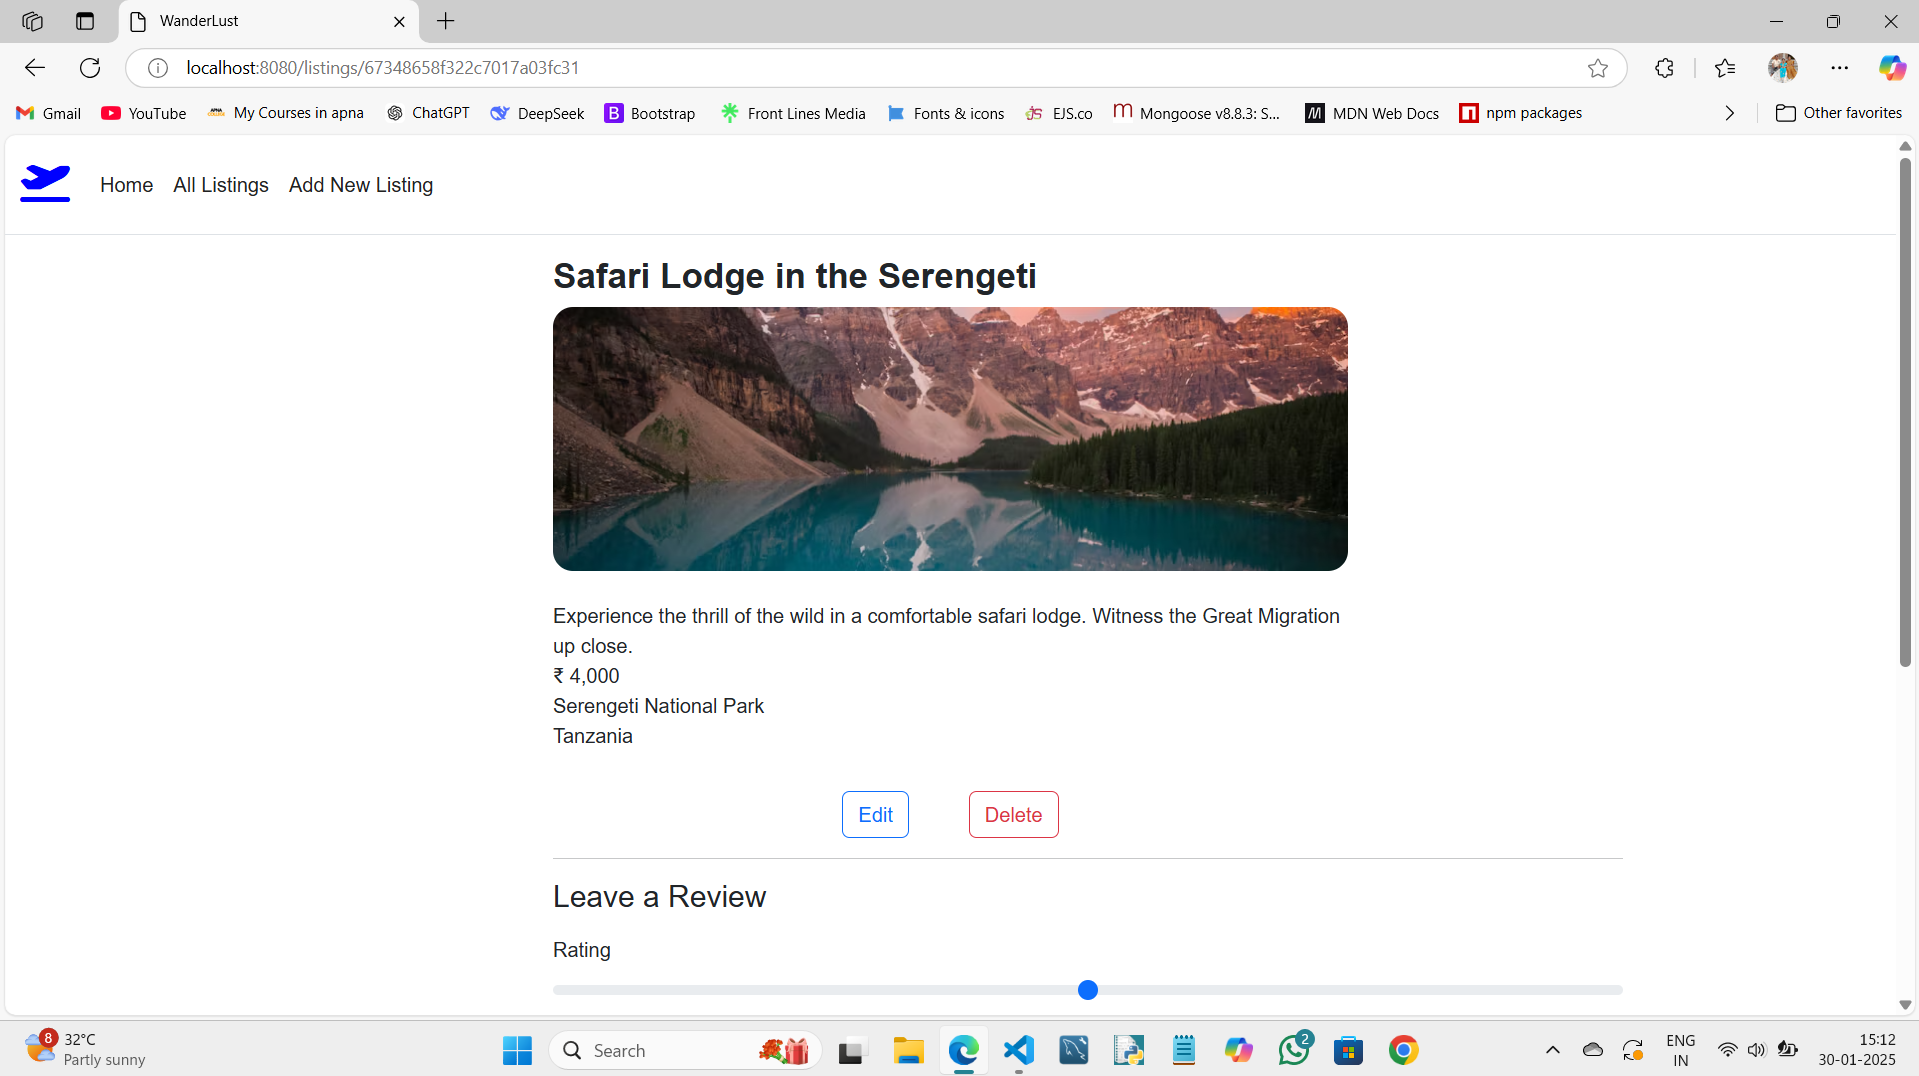 WanderLust
localhost:8080/listings/67348658f322c7017a03fc31
Gmail YouTube My Courses in apna ChatGPT DeepSeek Bootstrap Front Lines Media Fonts & icons EJS.co Mongoose v8.8.3: S... MDN Web Docs npm packages Other favorites
Home All Listings Add New Listing
Safari Lodge in the Serengeti
Experience the thrill of the wild in a comfortable safari lodge. Witness the Great Migration
up close.
₹ 4,000
Serengeti National Park
Tanzania
Edit Delete
Leave a Review
Rating
8 32°C
Partly sunny
Search
2
ENG
IN
15:12
30-01-2025